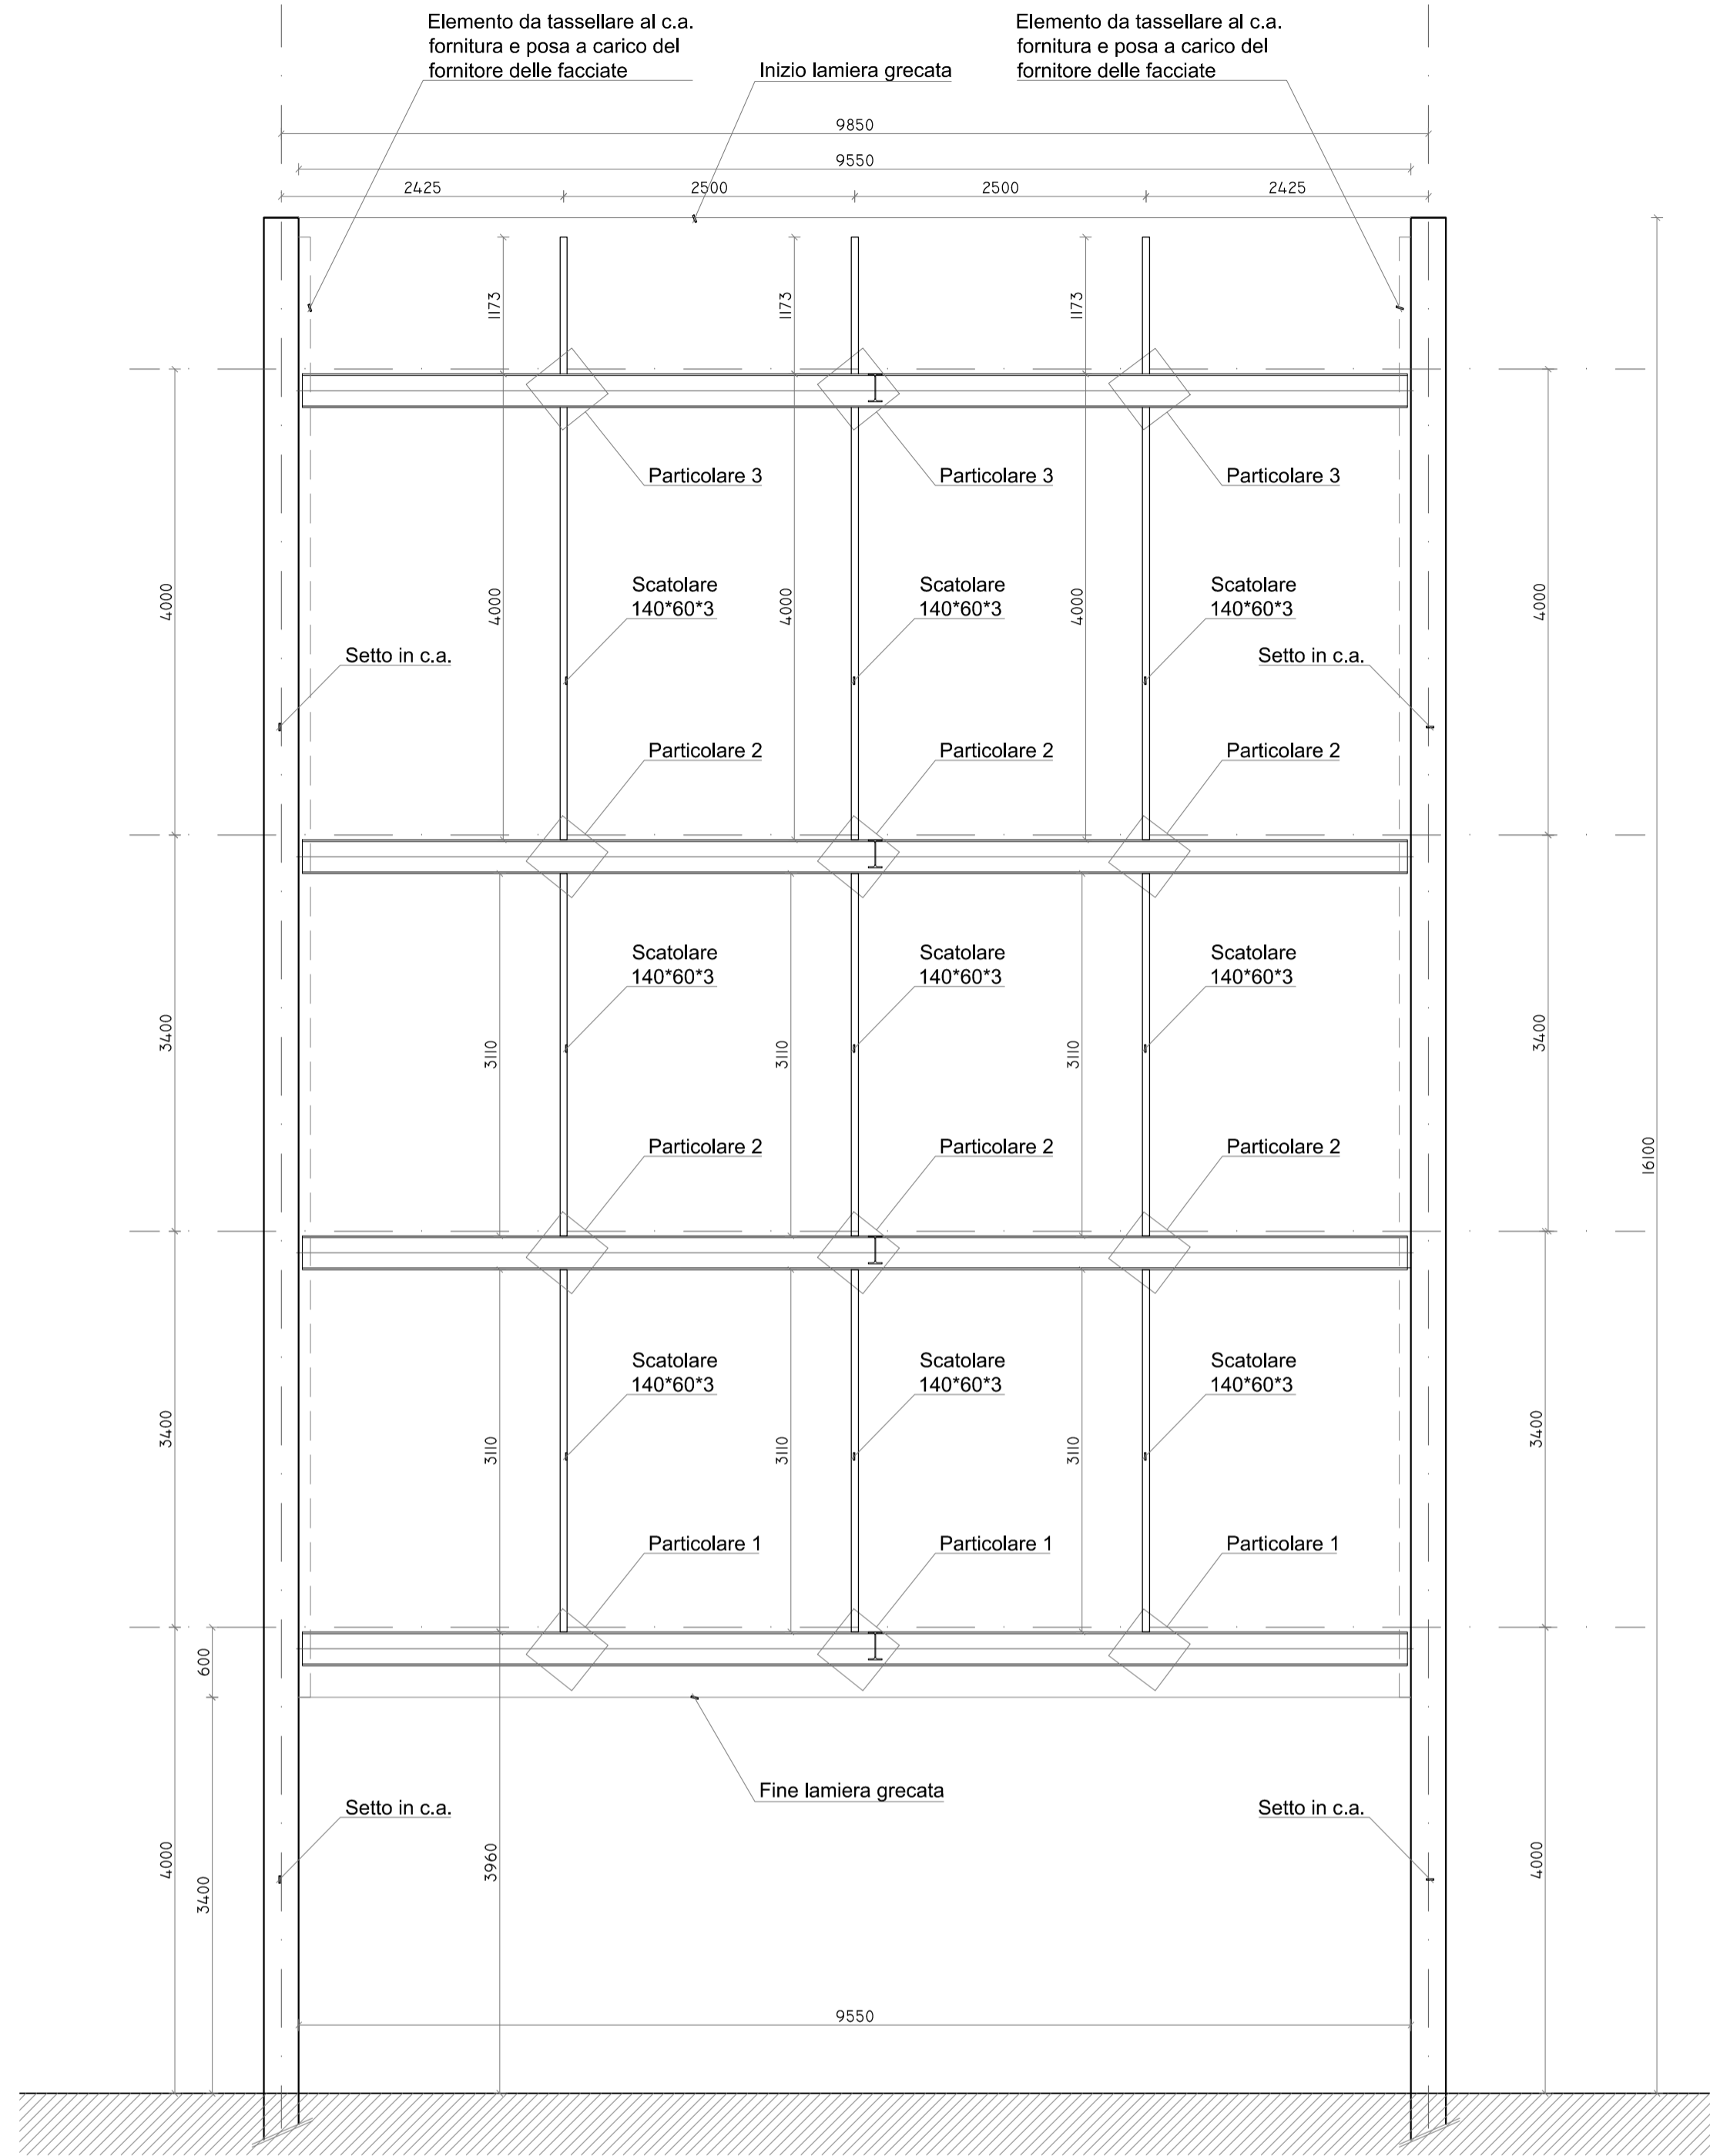 Elemento da tassellare al c.a.
fornitura e posa a carico del
fornitore delle facciate
Elemento da tassellare al c.a.
fornitura e posa a carico del
fornitore delle facciate
Inizio lamiera grecata
9850
9550
2425
2500
2500
2425
1173
1173
1173
Particolare 3
Particolare 3
Particolare 3
4000
4000
4000
4000
4000
Scatolare
140*60*3
Scatolare
140*60*3
Scatolare
140*60*3
Setto in c.a.
Setto in c.a.
Particolare 2
Particolare 2
Particolare 2
Scatolare
140*60*3
Scatolare
140*60*3
Scatolare
140*60*3
3400
3110
3110
3110
3400
16100
Particolare 2
Particolare 2
Particolare 2
Scatolare
140*60*3
Scatolare
140*60*3
Scatolare
140*60*3
3400
3110
3110
3110
3400
Particolare 1
Particolare 1
Particolare 1
600
Fine lamiera grecata
Setto in c.a.
Setto in c.a.
4000
3400
3960
4000
9550